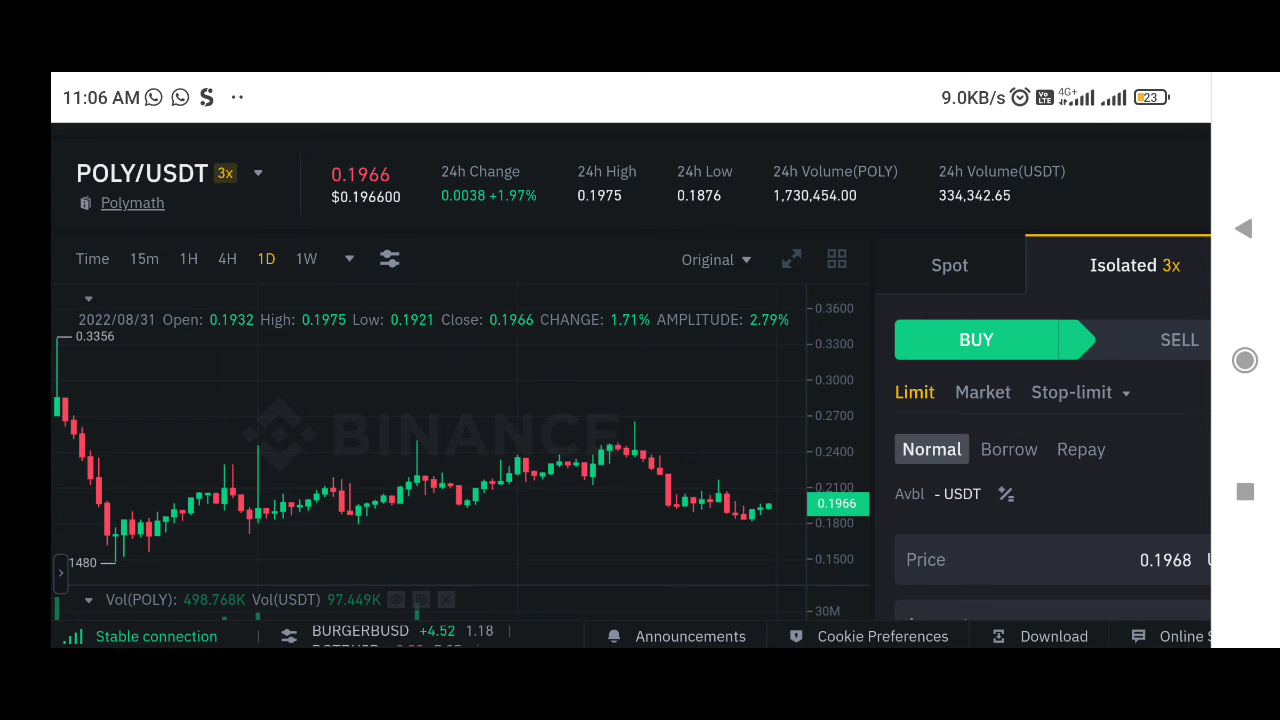 11:06 AM 9.0KB/s Vo LTE 4G+ 23
POLY/USDT 3x
Polymath
0.1966
$0.196600
24h Change
0.0038 +1.97%
24h High
0.1975
24h Low
0.1876
24h Volume(POLY)
1,730,454.00
24h Volume(USDT)
334,342.65
Time 15m 1H 4H 1D 1W
Original
Spot Isolated 3x
2022/08/31 Open: 0.1932 High: 0.1975 Low: 0.1921 Close: 0.1966 CHANGE: 1.71% AMPLITUDE: 2.79%
0.3356
0.3600
0.3300
0.3000
0.2700
0.2400
0.2100
0.1966
0.1800
0.1500
30M
BINANCE
1480
BUY SELL
Limit Market Stop-limit
Normal Borrow Repay
Avbl - USDT
Price 0.1968
Vol(POLY): 498.768K Vol(USDT) 97.449K
Stable connection
BURGERBUSD +4.52 1.18
Announcements Cookie Preferences Download Online